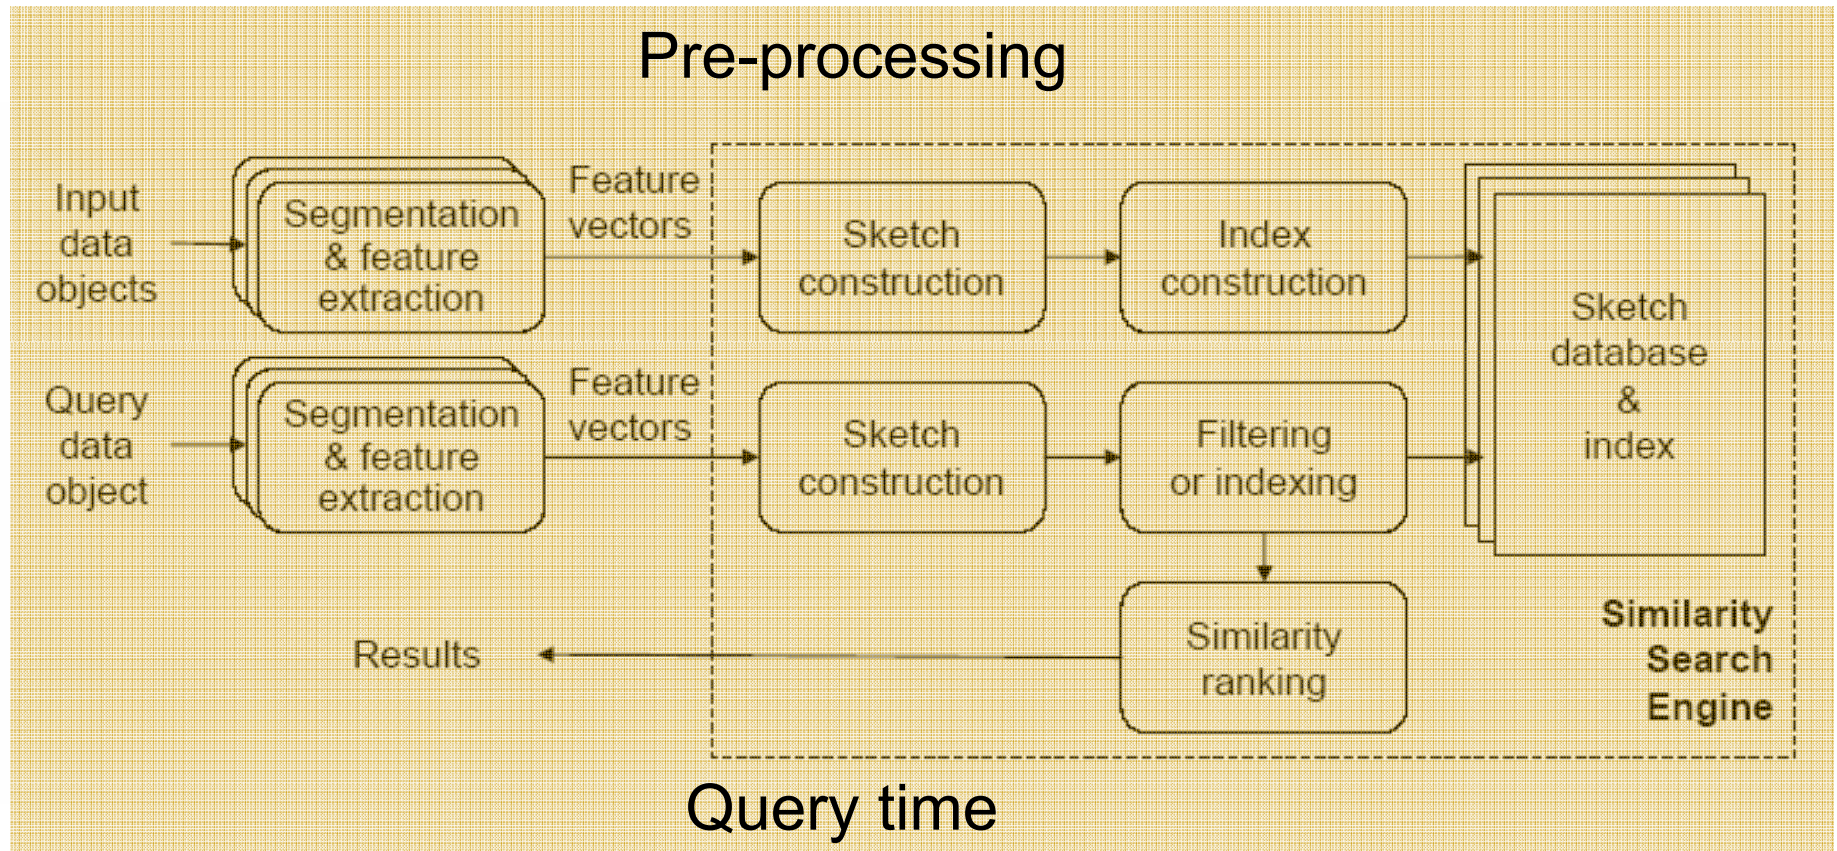 Pre-processing
Input
data
objects
Segmentation
& feature
extraction
Feature
vectors
Sketch
construction
Index
construction
Sketch
database
&
index
Query
data
object
Segmentation
& feature
extraction
Feature
vectors
Sketch
construction
Filtering
or indexing
Similarity
ranking
Results
Similarity
Search
Engine
Query time